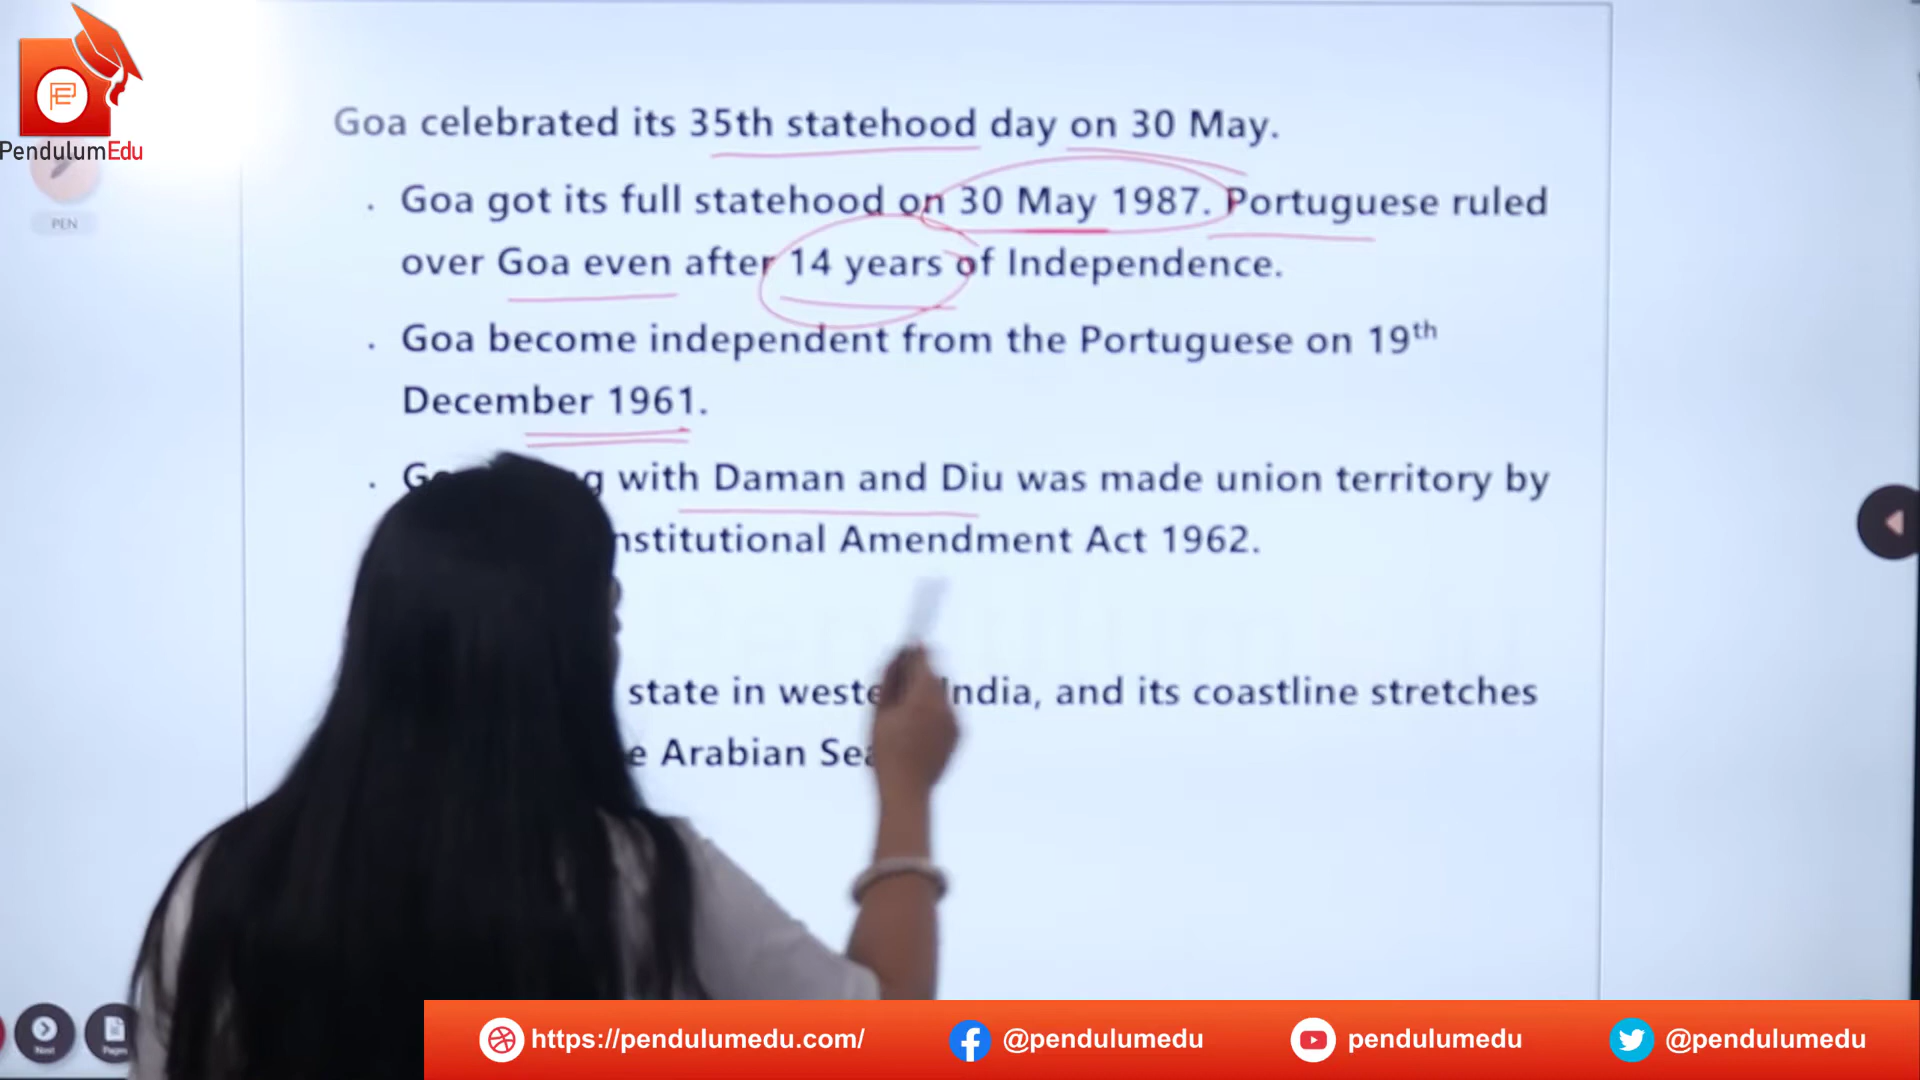 PendulumEdu
PEN
Goa celebrated its 35th statehood day on 30 May.
. Goa got its full statehood on 30 May 1987. Portuguese ruled
over Goa even after 14 years of Independence.
. Goa become independent from the Portuguese on 19th
December 1961.
. with Daman and Diu was made union territory by
Amendment Act 1962.
state in India, and its coastline stretches
Arabian Sea
Next
Pages
https://pendulumedu.com/ @pendulumedu pendulumedu @pendulumedu